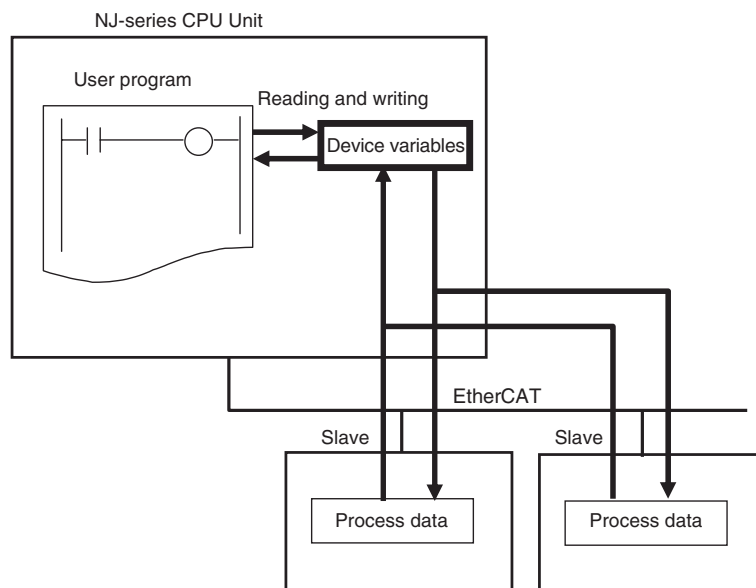 NJ-series CPU Unit
User program
Reading and writing
Device variables
EtherCAT
Slave
Slave
Process data
Process data